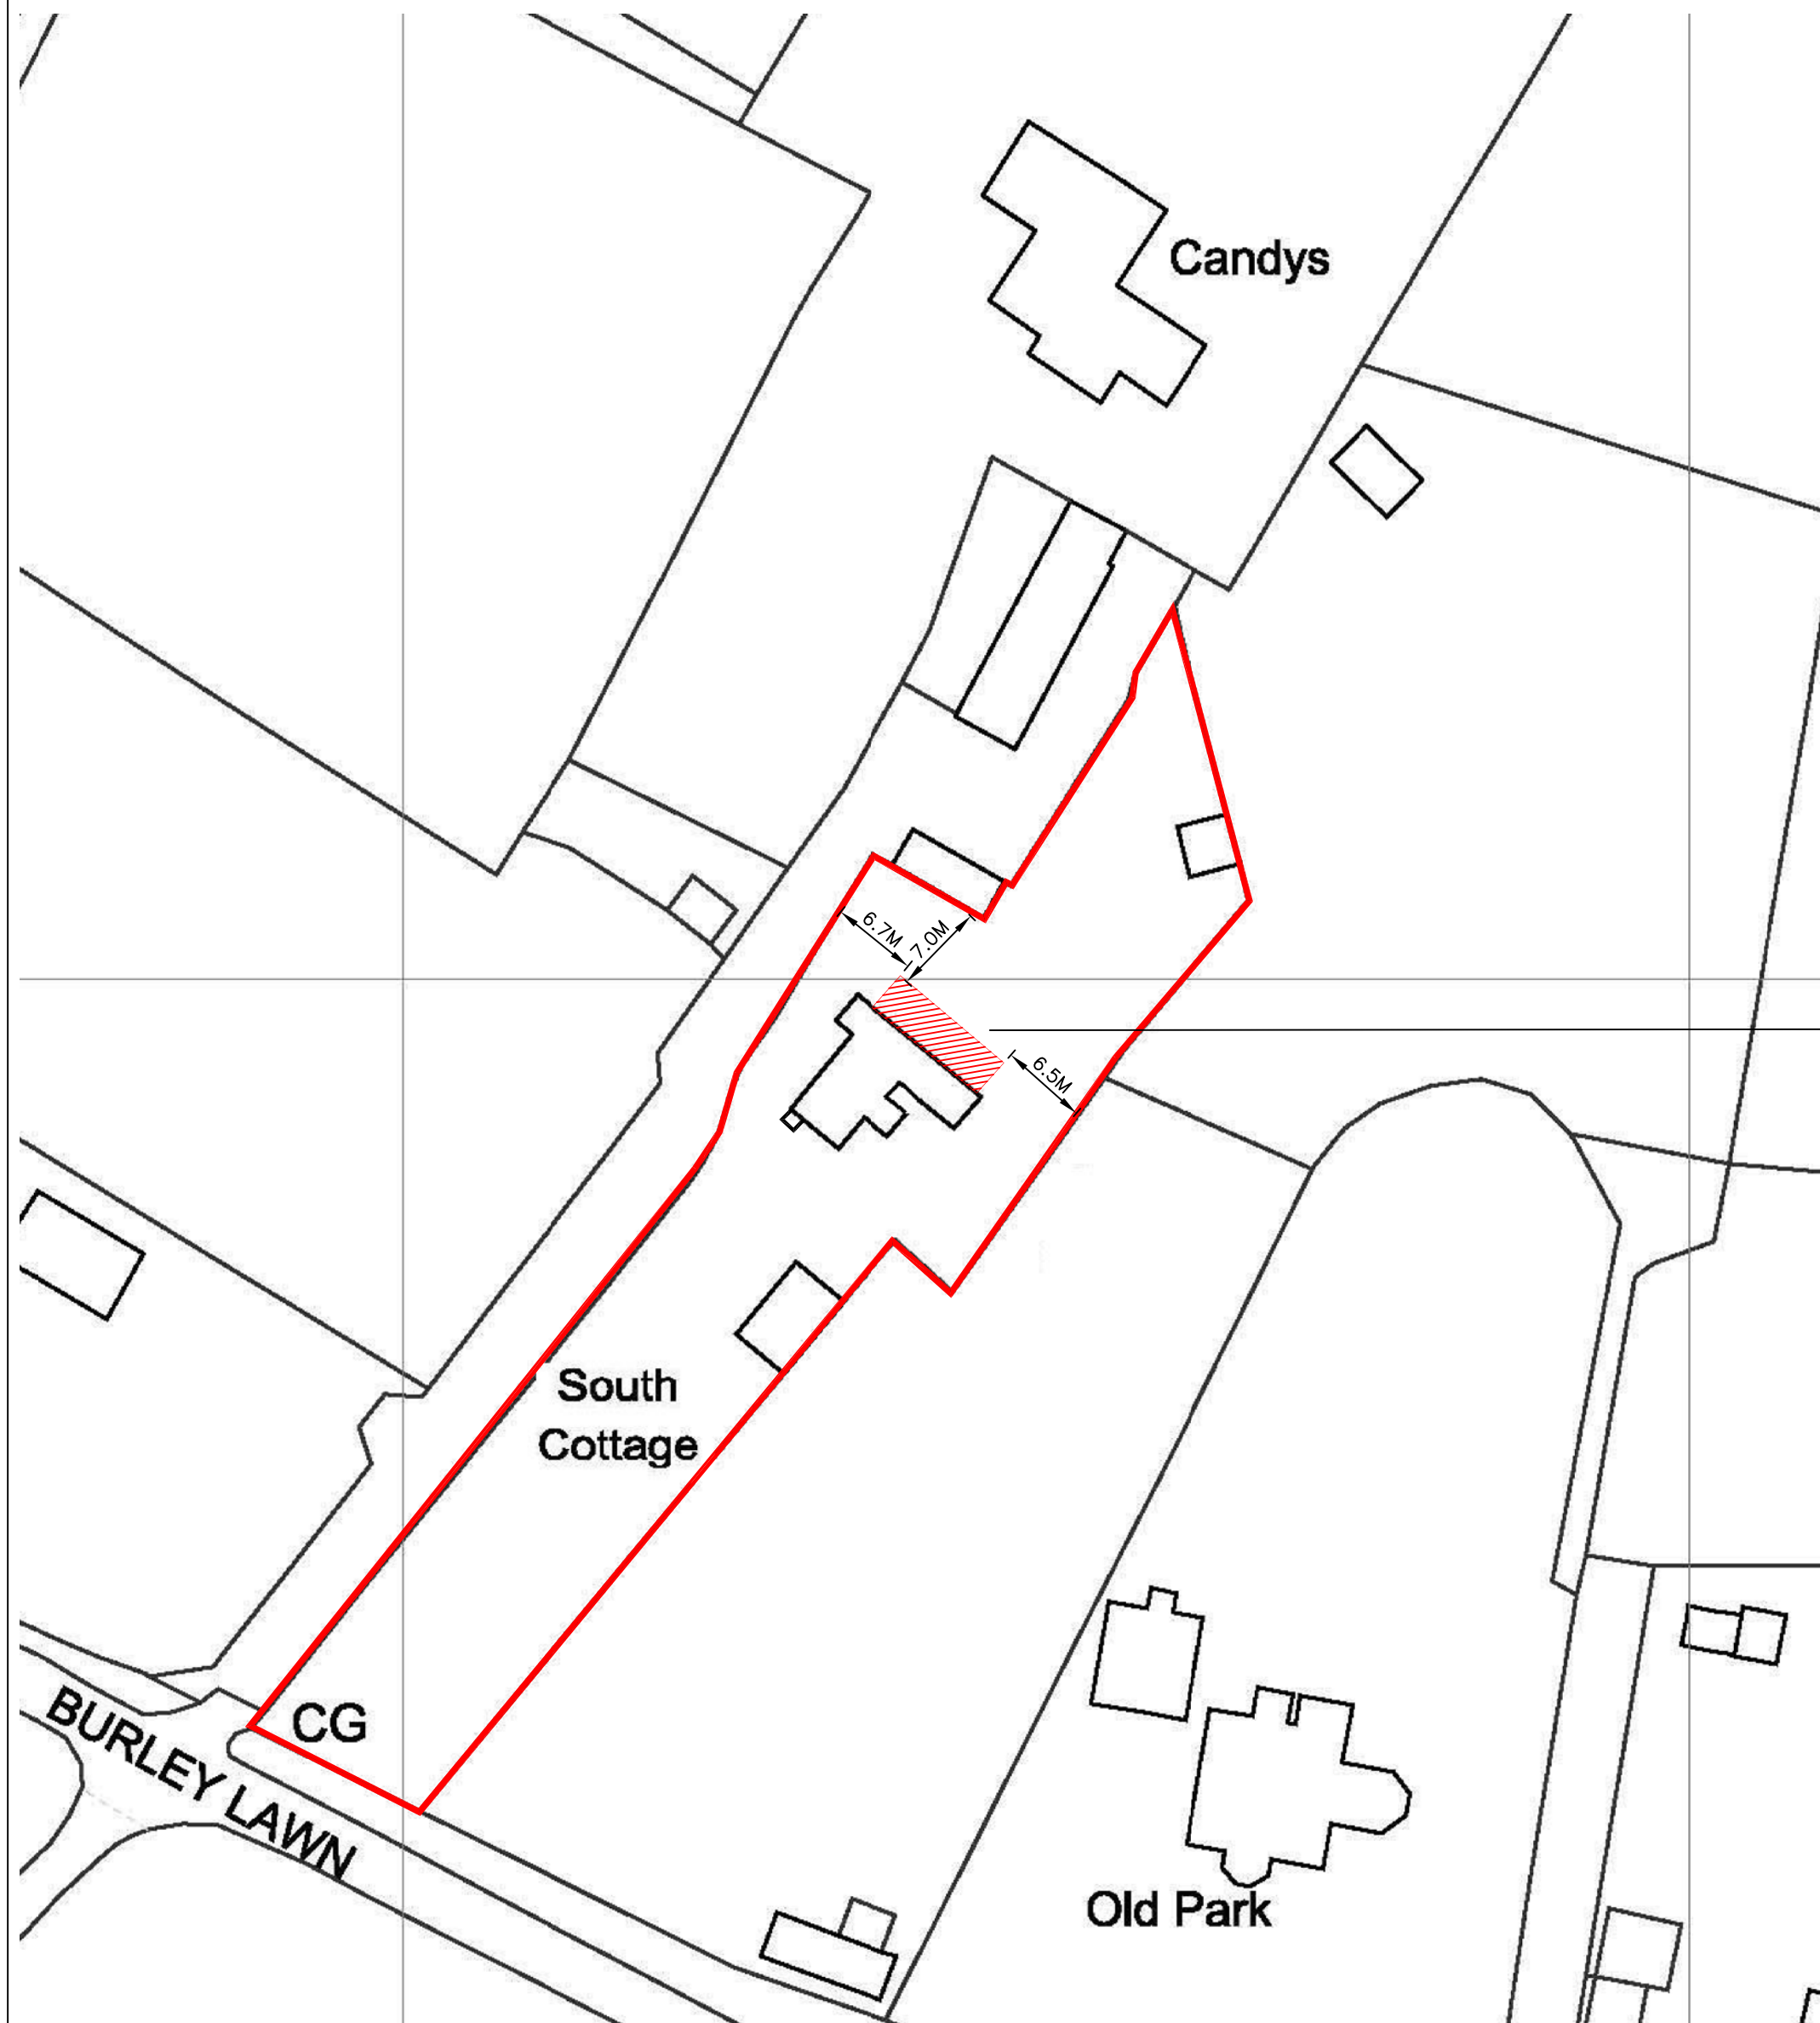 Candys
6.7M
7.0M
6.5M
South
Cottage
CG
BURLEY LAWN
Old Park